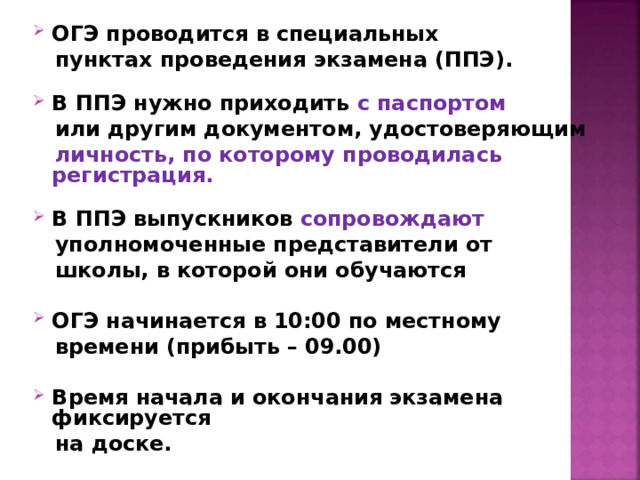 ОГЭ проводится в специальных
пунктах проведения экзамена (ППЭ).
В ППЭ нужно приходить с паспортом
или другим документом, удостоверяющим
личность, по которому проводилась
регистрация.
В ППЭ выпускников сопровождают
уполномоченные представители от
школы, в которой они обучаются
ОГЭ начинается в 10:00 по местному
времени (прибыть – 09.00)
Время начала и окончания экзамена
фиксируется
на доске.